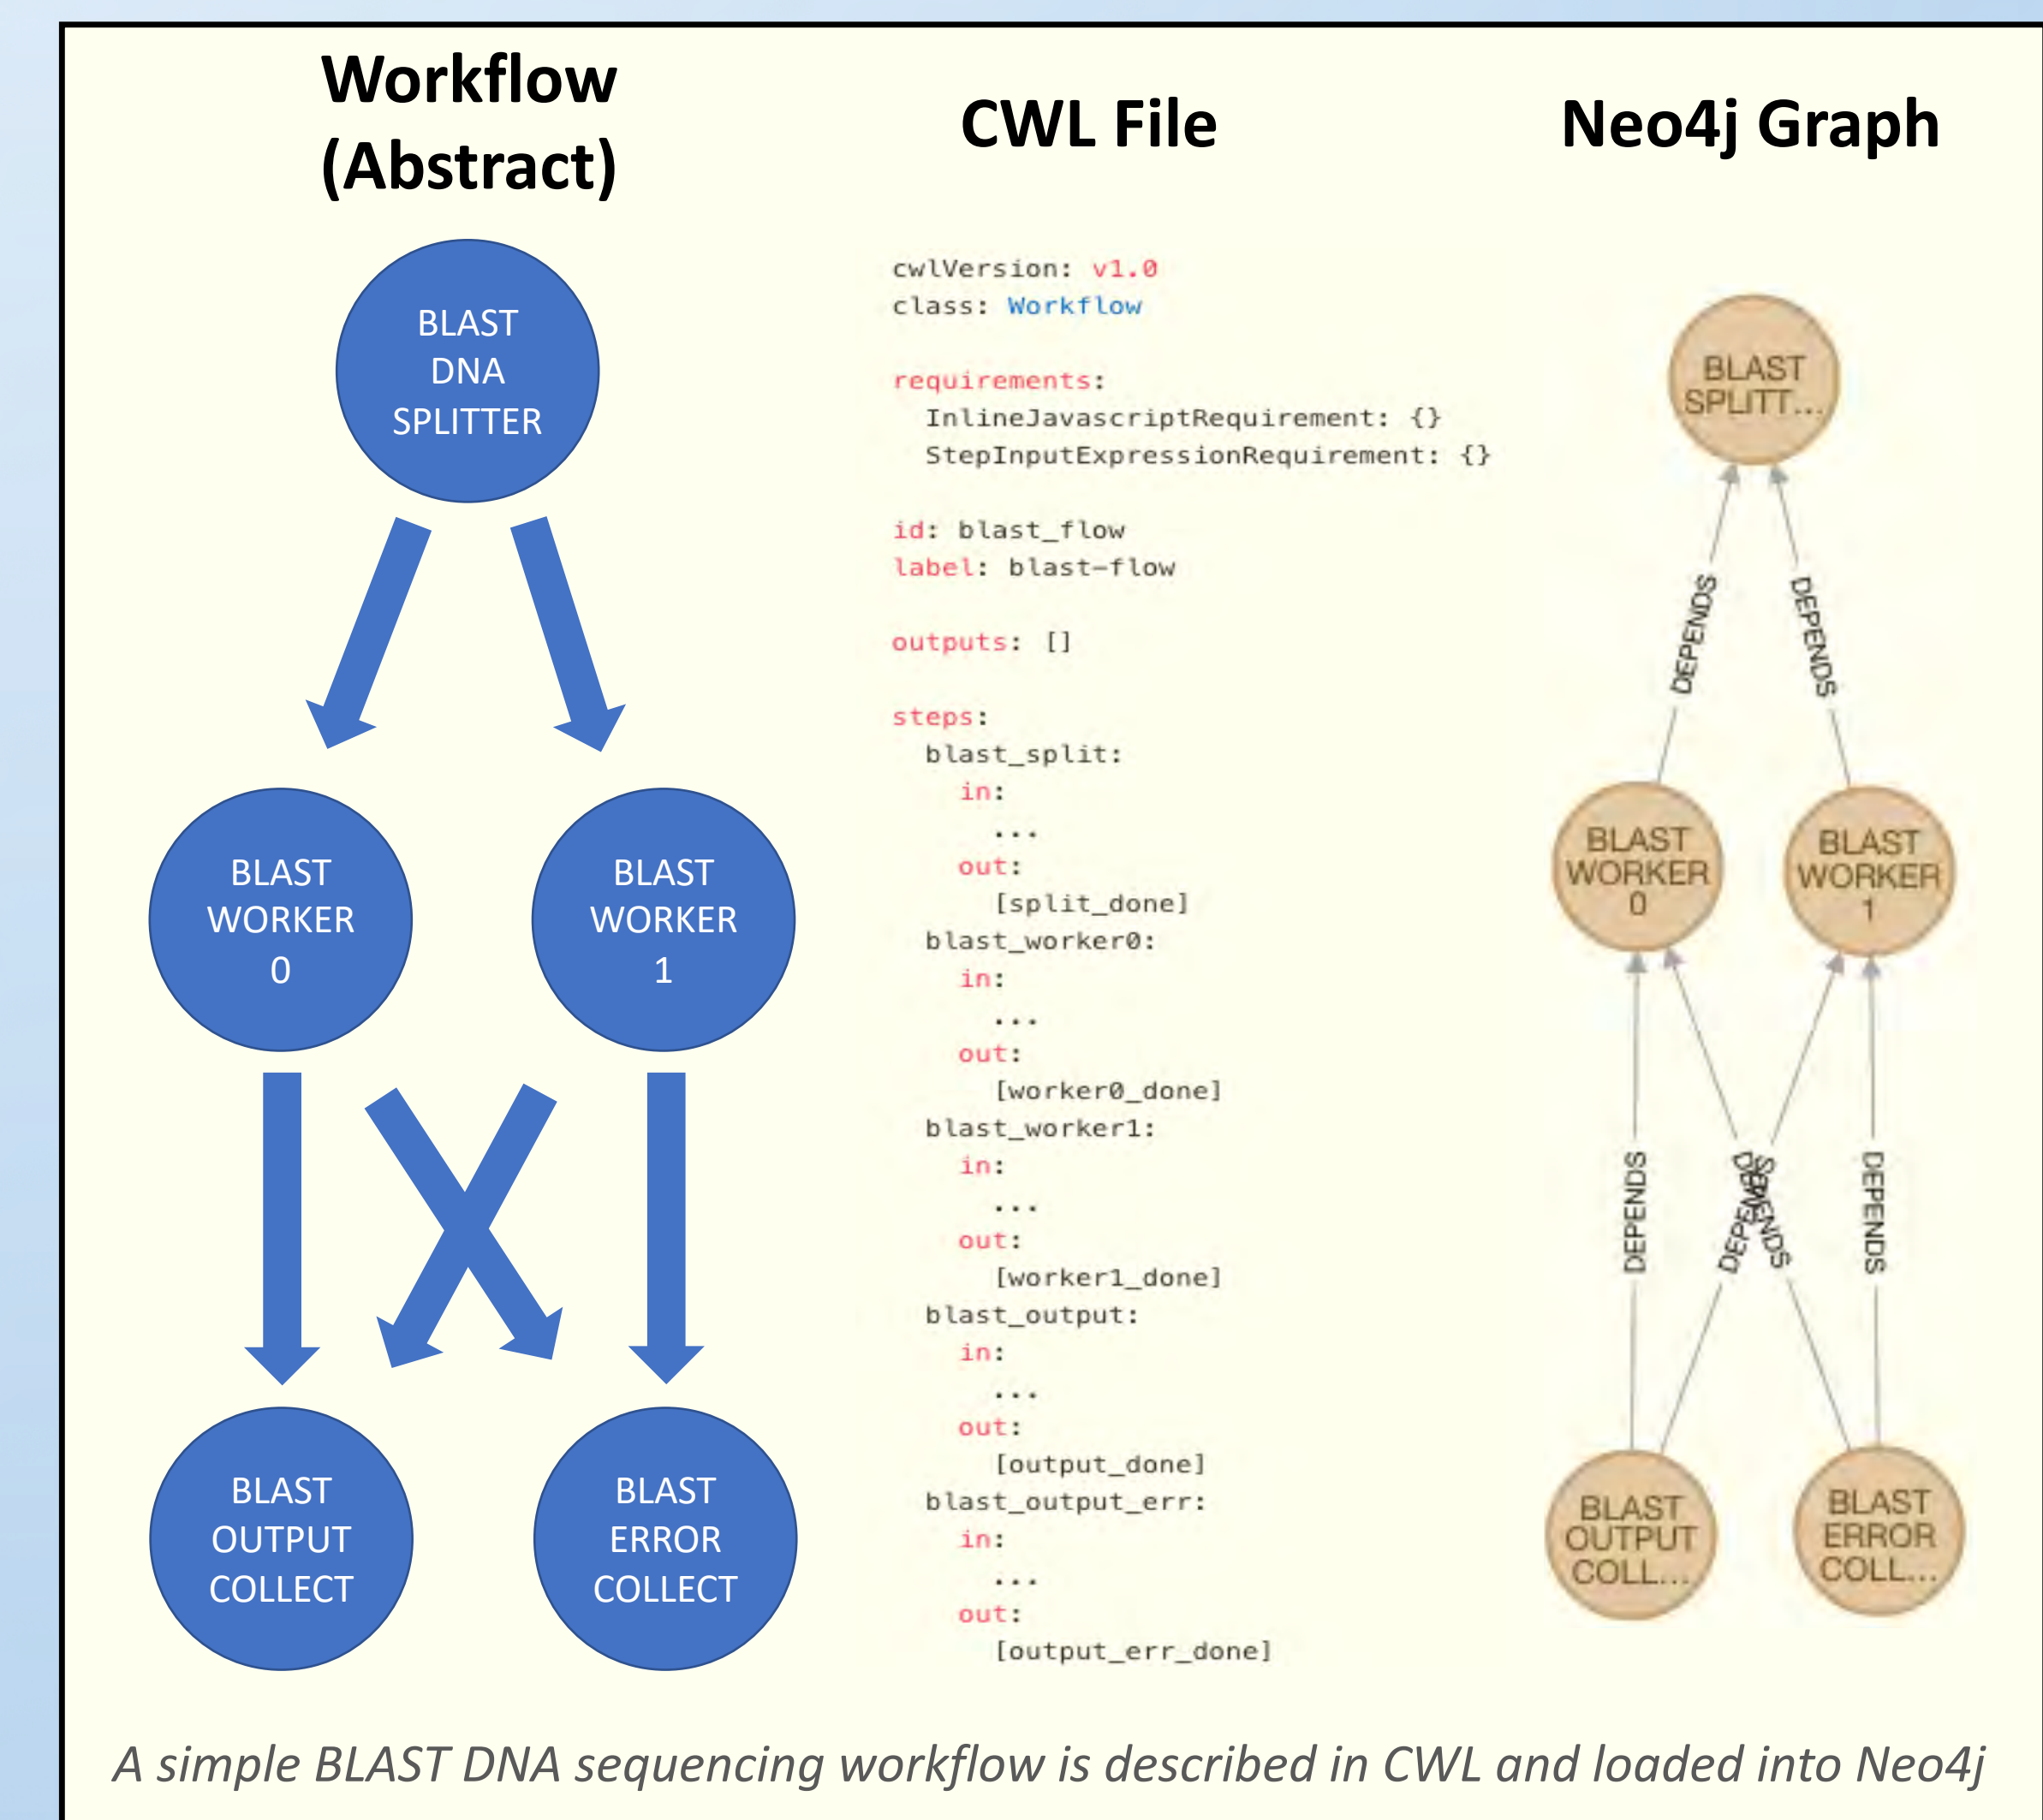 Workflow
(Abstract)
BLAST
DNA
SPLITTER
BLAST
WORKER
0
BLAST
WORKER
1
BLAST
OUTPUT
COLLECT
BLAST
ERROR
COLLECT
CWL File
cwlVersion: v1.0
class: Workflow
requirements:
InlineJavascriptRequirement: {}
StepInputExpressionRequirement: {}
id: blast_flow
label: blast-flow
outputs: []
steps:
blast_split:
in:
...
out:
[split_done]
blast_worker0:
in:
...
out:
[worker0_done]
blast_worker1:
in:
...
out:
[worker1_done]
blast_output:
in:
...
out:
[output_done]
blast_output_err:
in:
...
out:
[output_err_done]
Neo4j Graph
BLAST
SPLITT...
DEPENDS
DEPENDS
BLAST
WORKER
0
BLAST
WORKER
1
DEPENDS
DEPENDS
DEPENDS
DEPENDS
BLAST
OUTPUT
COLL...
BLAST
ERROR
COLL...
A simple BLAST DNA sequencing workflow is described in CWL and loaded into Neo4j